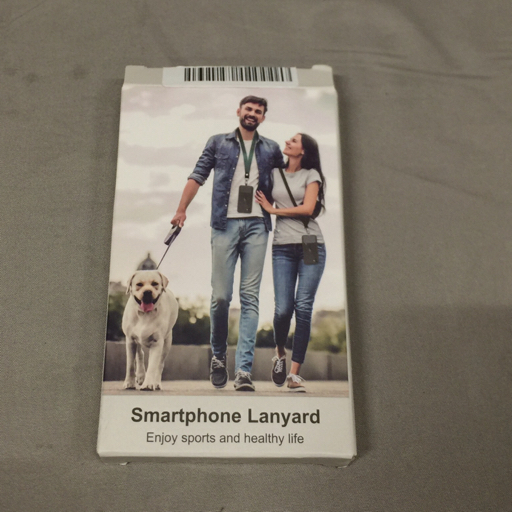 Smartphone Lanyard
Enjoy sports and healthy life